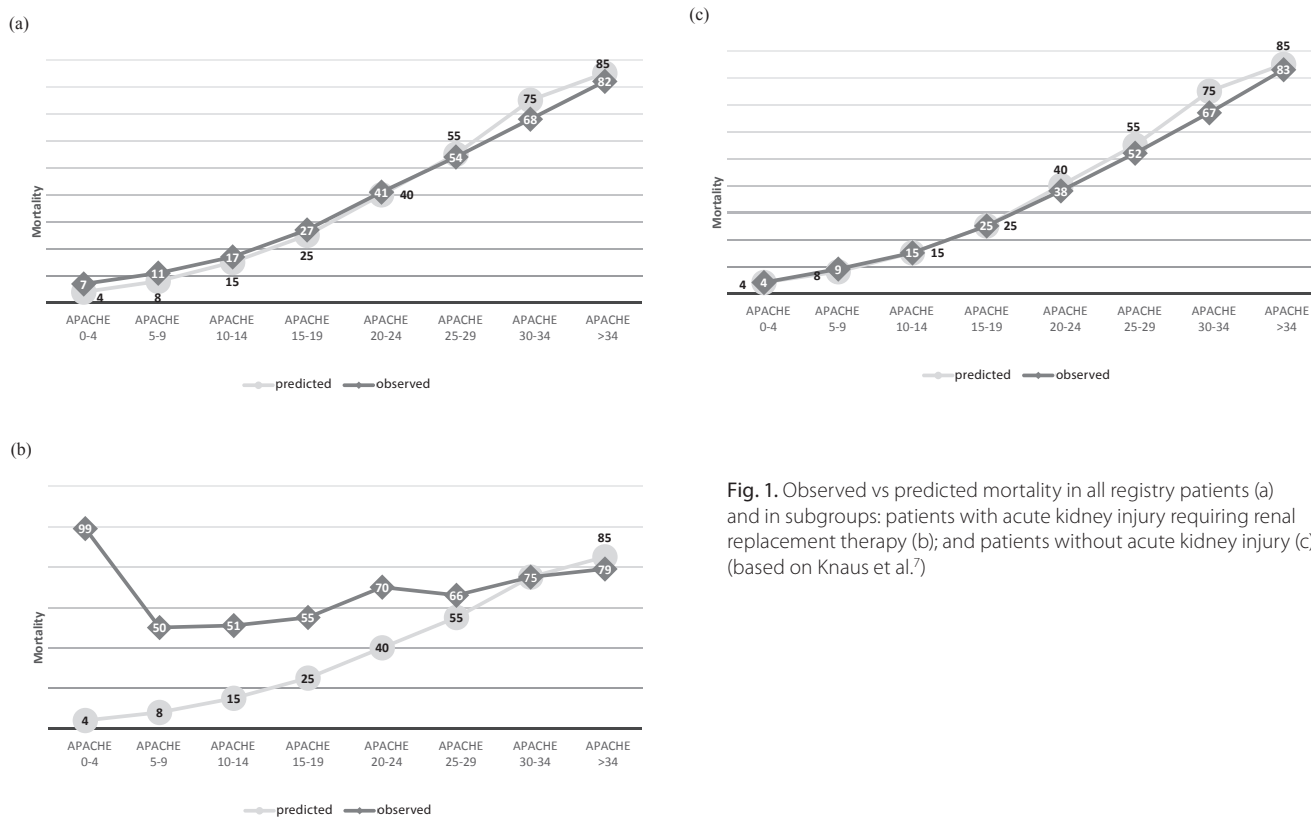 (a)
Mortality
85
82
75
68
55
54
41
40
27
25
17
15
11
8
7
4
APACHE APACHE APACHE APACHE APACHE APACHE APACHE APACHE
0-4 5-9 10-14 15-19 20-24 25-29 30-34 >34
predicted observed
(c)
Mortality
85
83
75
67
55
52
40
38
25 25
15 15
8 9
4 4
APACHE APACHE APACHE APACHE APACHE APACHE APACHE APACHE
0-4 5-9 10-14 15-19 20-24 25-29 30-34 >34
predicted observed
(b)
Mortality
99
50 51 55 70 66 75 79
85
4 8 15 25 40 55
APACHE APACHE APACHE APACHE APACHE APACHE APACHE APACHE
0-4 5-9 10-14 15-19 20-24 25-29 30-34 >34
predicted observed
Fig. 1. Observed vs predicted mortality in all registry patients (a)
and in subgroups: patients with acute kidney injury requiring renal
replacement therapy (b); and patients without acute kidney injury (c)
(based on Knaus et al.⁷)